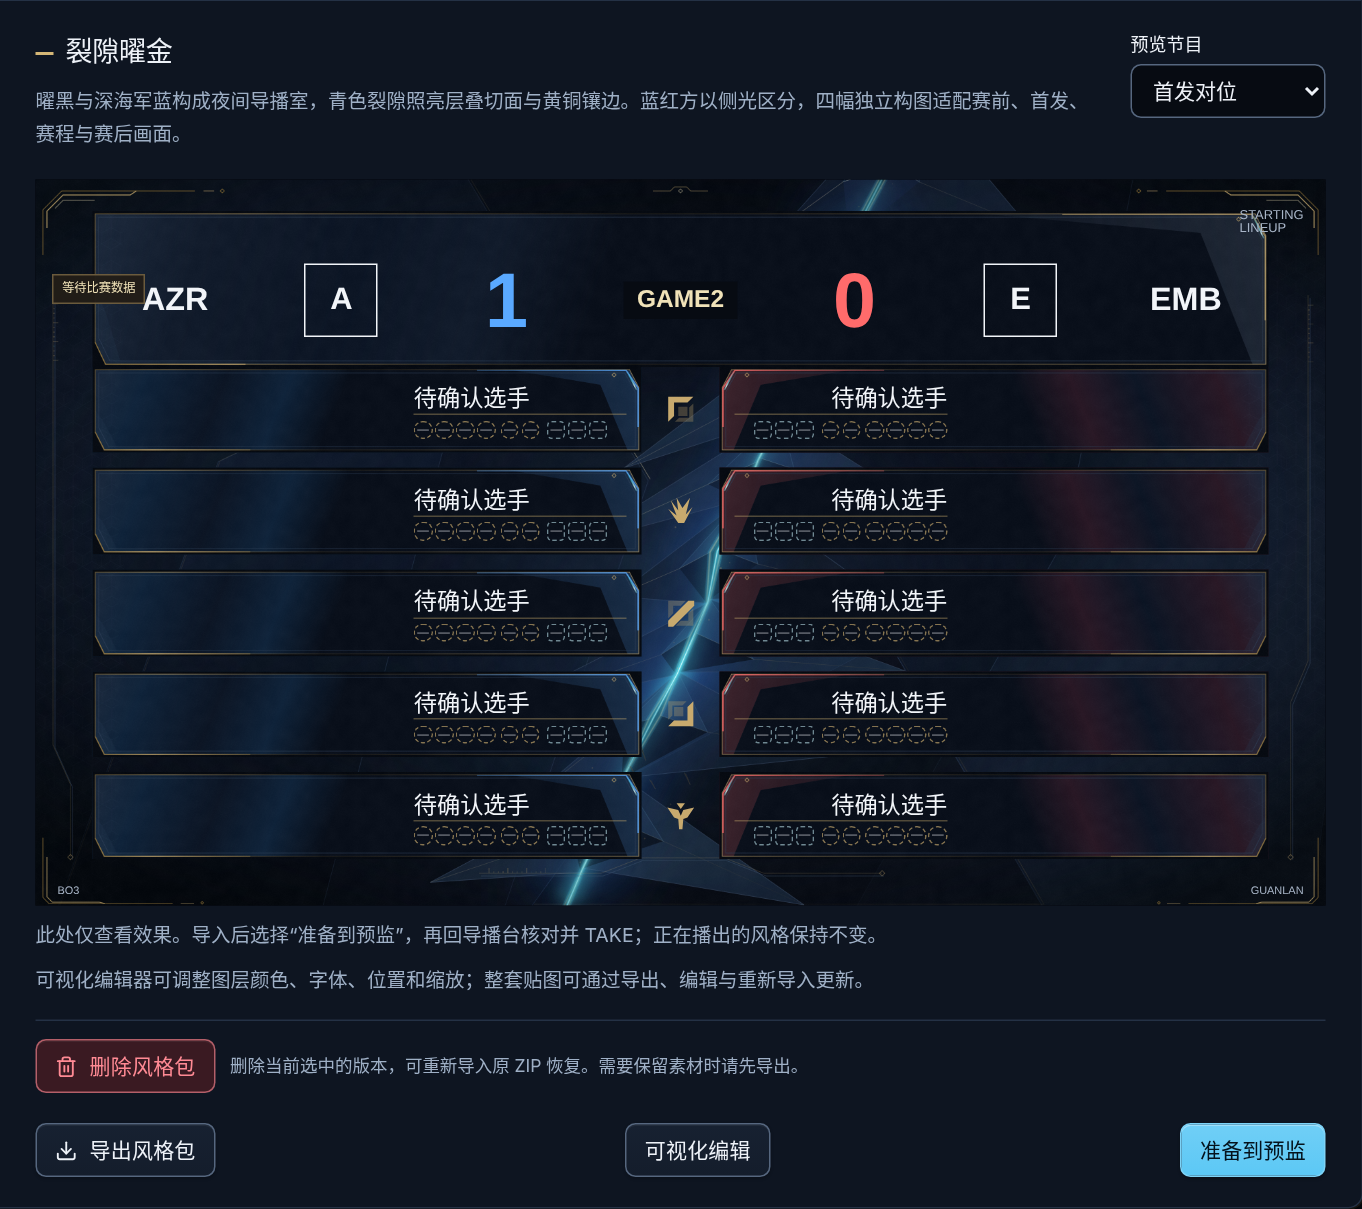 裂隙曜金
预览节目
首发对位
曜黑与深海军蓝构成夜间导播室，青色裂隙照亮层叠切面与黄铜镶边。蓝红方以侧光区分，四幅独立构图适配赛前、首发、
赛程与赛后画面。
STARTING
LINEUP
等待比赛数据
AZR
A
1
GAME2
0
E
EMB
待确认选手
待确认选手
待确认选手
待确认选手
待确认选手
待确认选手
待确认选手
待确认选手
待确认选手
待确认选手
BO3
GUANLAN
此处仅查看效果。导入后选择“准备到预监”，再回导播台核对并 TAKE；正在播出的风格保持不变。
可视化编辑器可调整图层颜色、字体、位置和缩放；整套贴图可通过导出、编辑与重新导入更新。
删除风格包
删除当前选中的版本，可重新导入原 ZIP 恢复。需要保留素材时请先导出。
导出风格包
可视化编辑
准备到预监